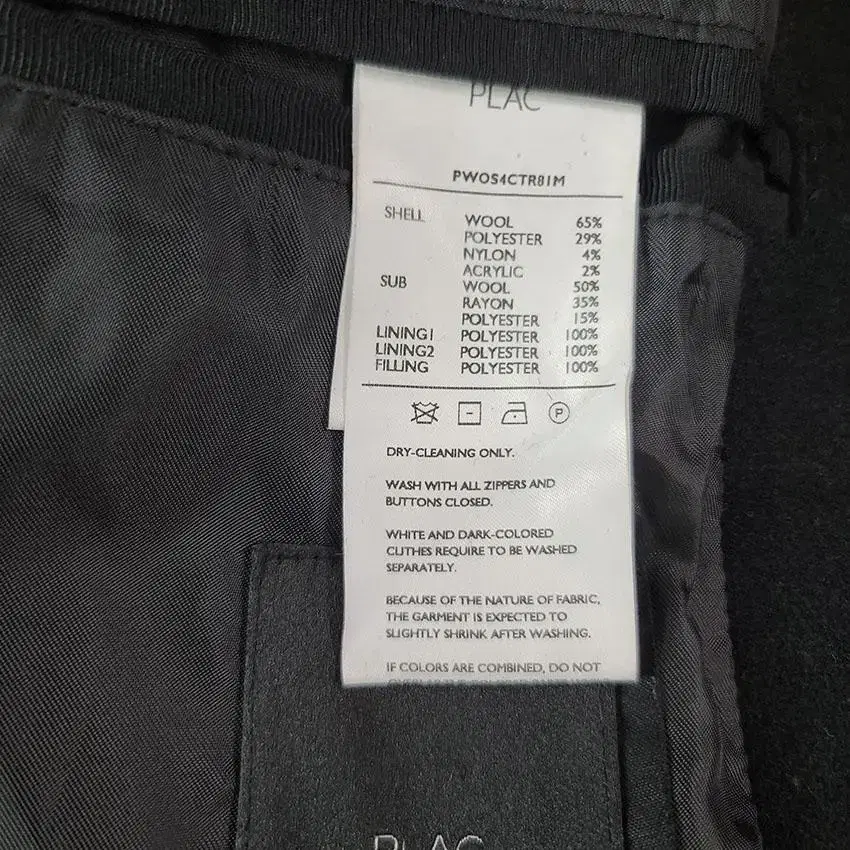 PLAC
PWOS4CTR81M
SHELL WOOL 65%
POLYESTER 29%
NYLON 4%
ACRYLIC 2%
SUB WOOL 50%
RAYON 35%
POLYESTER 15%
LINING1 POLYESTER 100%
LINING2 POLYESTER 100%
FILLING POLYESTER 100%
P
DRY-CLEANING ONLY.
WASH WITH ALL ZIPPERS AND
BUTTONS CLOSED.
WHITE AND DARK-COLORED
CLITHES REQUIRE TO BE WASHED
SEPARATELY.
BECAUSE OF THE NATURE OF FABRIC,
THE GARMENT IS EXPECTED TO
SLIGHTLY SHRINK AFTER WASHING.
IF COLORS ARE COMBINED, DO NOT
PLAC